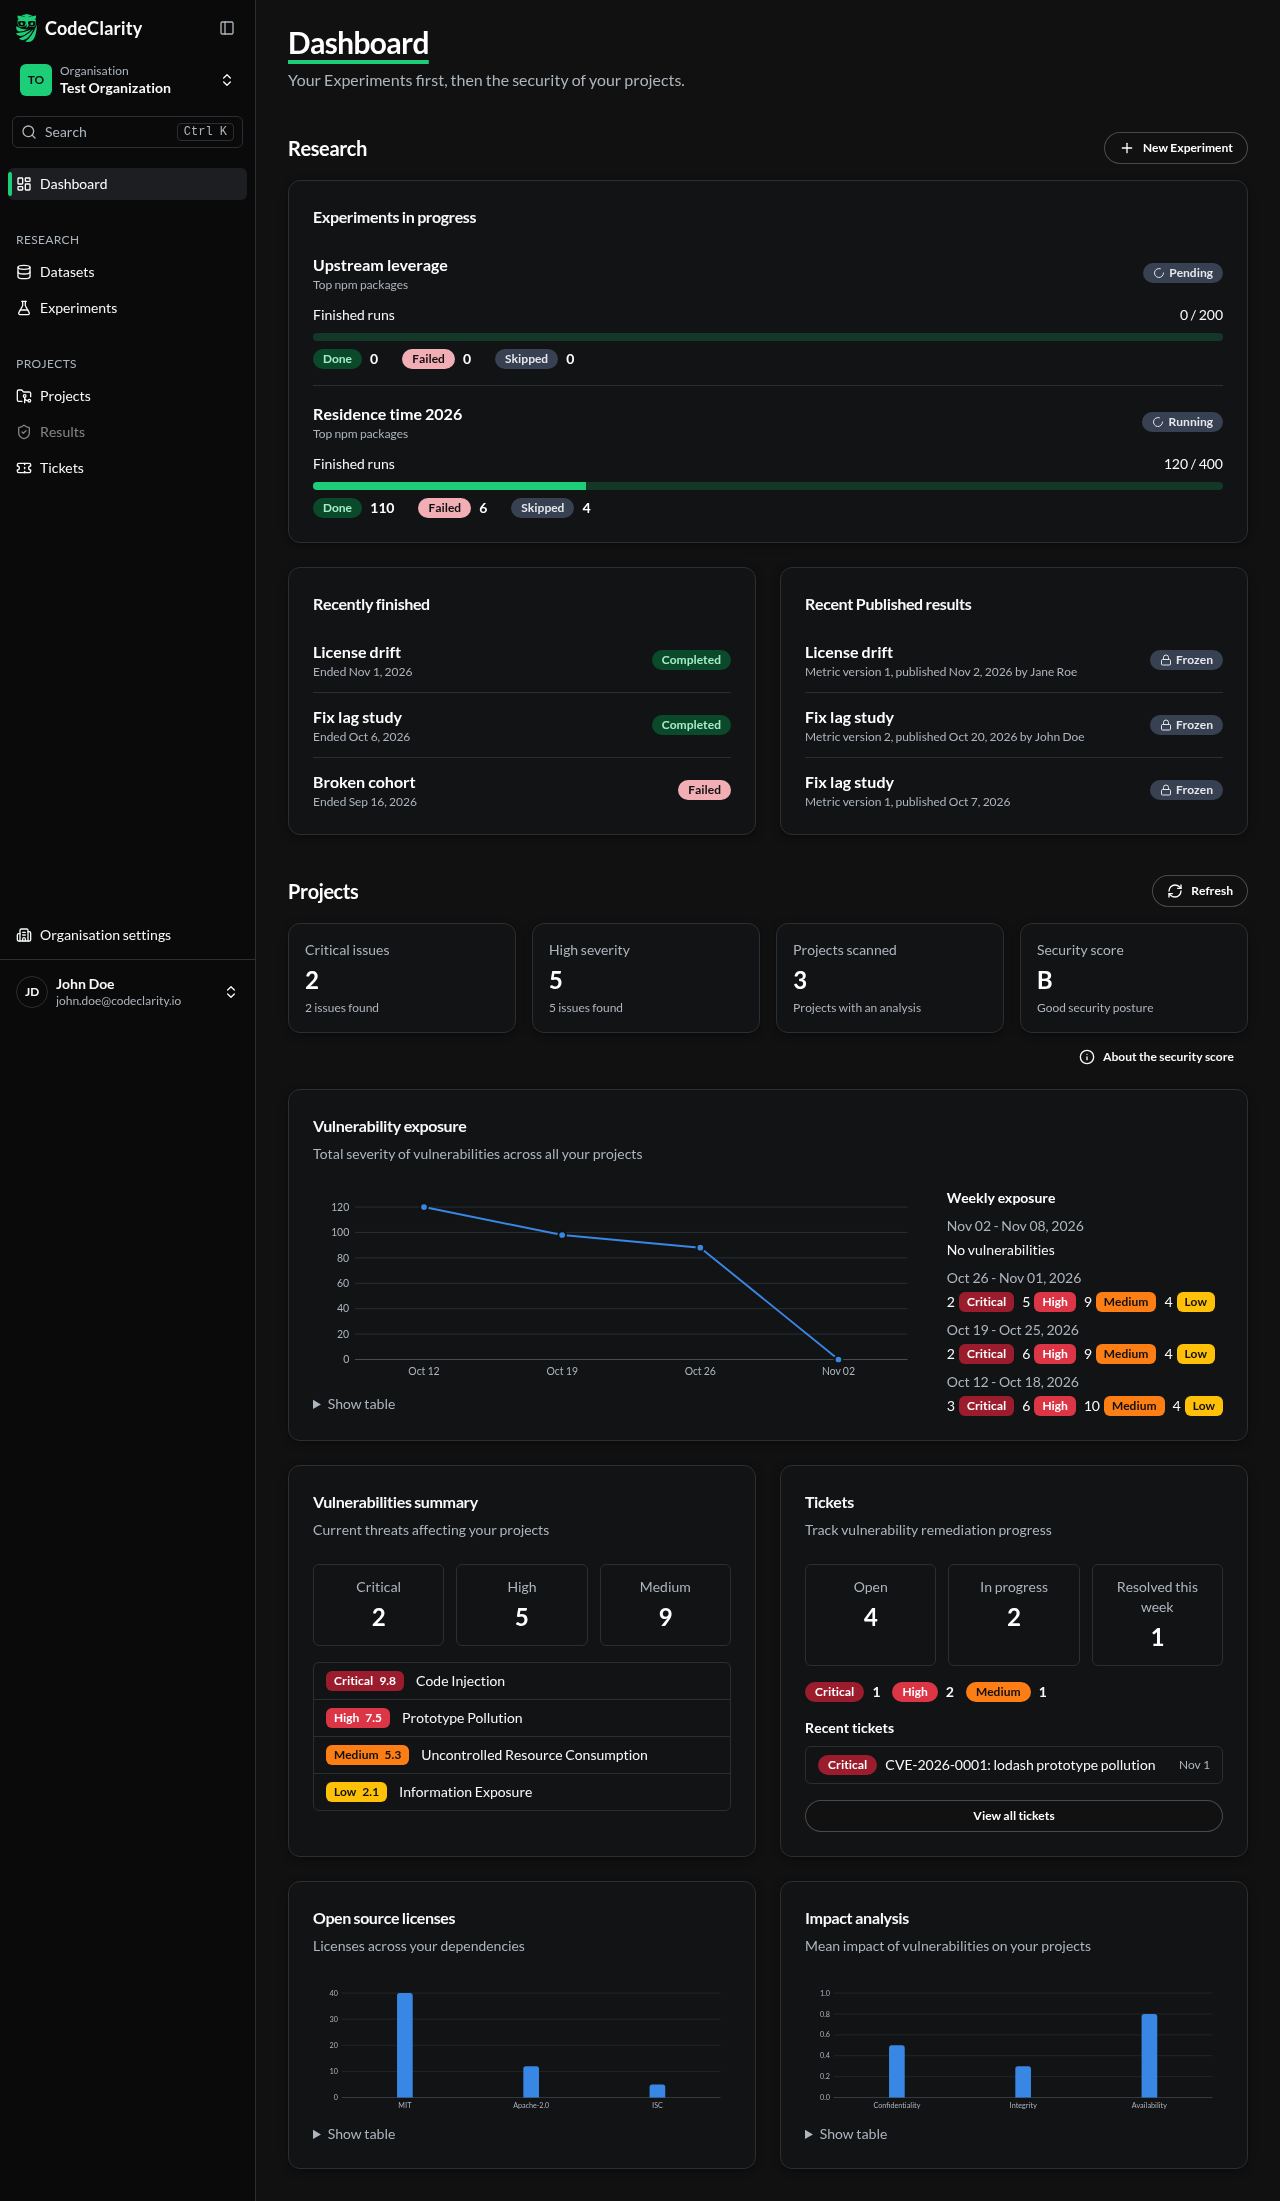 CodeClarity
TO
Organisation
Test Organization
Search
Ctrl K
Dashboard
RESEARCH
Datasets
Experiments
PROJECTS
Projects
Results
Tickets
Organisation settings
JD
John Doe
john.doe@codeclarity.io
Dashboard
Your Experiments first, then the security of your projects.
Research
New Experiment
Experiments in progress
Upstream leverage
Top npm packages
Pending
Finished runs
0 / 200
Done 0 Failed 0 Skipped 0
Residence time 2026
Top npm packages
Running
Finished runs
120 / 400
Done 110 Failed 6 Skipped 4
Recently finished
License drift
Ended Nov 1, 2026
Completed
Fix lag study
Ended Oct 6, 2026
Completed
Broken cohort
Ended Sep 16, 2026
Failed
Recent Published results
License drift
Metric version 1, published Nov 2, 2026 by Jane Roe
Frozen
Fix lag study
Metric version 2, published Oct 20, 2026 by John Doe
Frozen
Fix lag study
Metric version 1, published Oct 7, 2026
Frozen
Projects
Refresh
Critical issues
2
2 issues found
High severity
5
5 issues found
Projects scanned
3
Projects with an analysis
Security score
B
Good security posture
About the security score
Vulnerability exposure
Total severity of vulnerabilities across all your projects
120
100
80
60
40
20
0
Oct 12 Oct 19 Oct 26 Nov 02
Show table
Weekly exposure
Nov 02 - Nov 08, 2026
No vulnerabilities
Oct 26 - Nov 01, 2026
2 Critical 5 High 9 Medium 4 Low
Oct 19 - Oct 25, 2026
2 Critical 6 High 9 Medium 4 Low
Oct 12 - Oct 18, 2026
3 Critical 6 High 10 Medium 4 Low
Vulnerabilities summary
Current threats affecting your projects
Critical
2
High
5
Medium
9
Critical 9.8 Code Injection
High 7.5 Prototype Pollution
Medium 5.3 Uncontrolled Resource Consumption
Low 2.1 Information Exposure
Tickets
Track vulnerability remediation progress
Open
4
In progress
2
Resolved this
week
1
Critical 1 High 2 Medium 1
Recent tickets
Critical CVE-2026-0001: lodash prototype pollution Nov 1
View all tickets
Open source licenses
Licenses across your dependencies
40
30
20
10
0
MIT Apache-2.0 ISC
Show table
Impact analysis
Mean impact of vulnerabilities on your projects
1.0
0.8
0.6
0.4
0.2
0.0
Confidentiality Integrity Availability
Show table